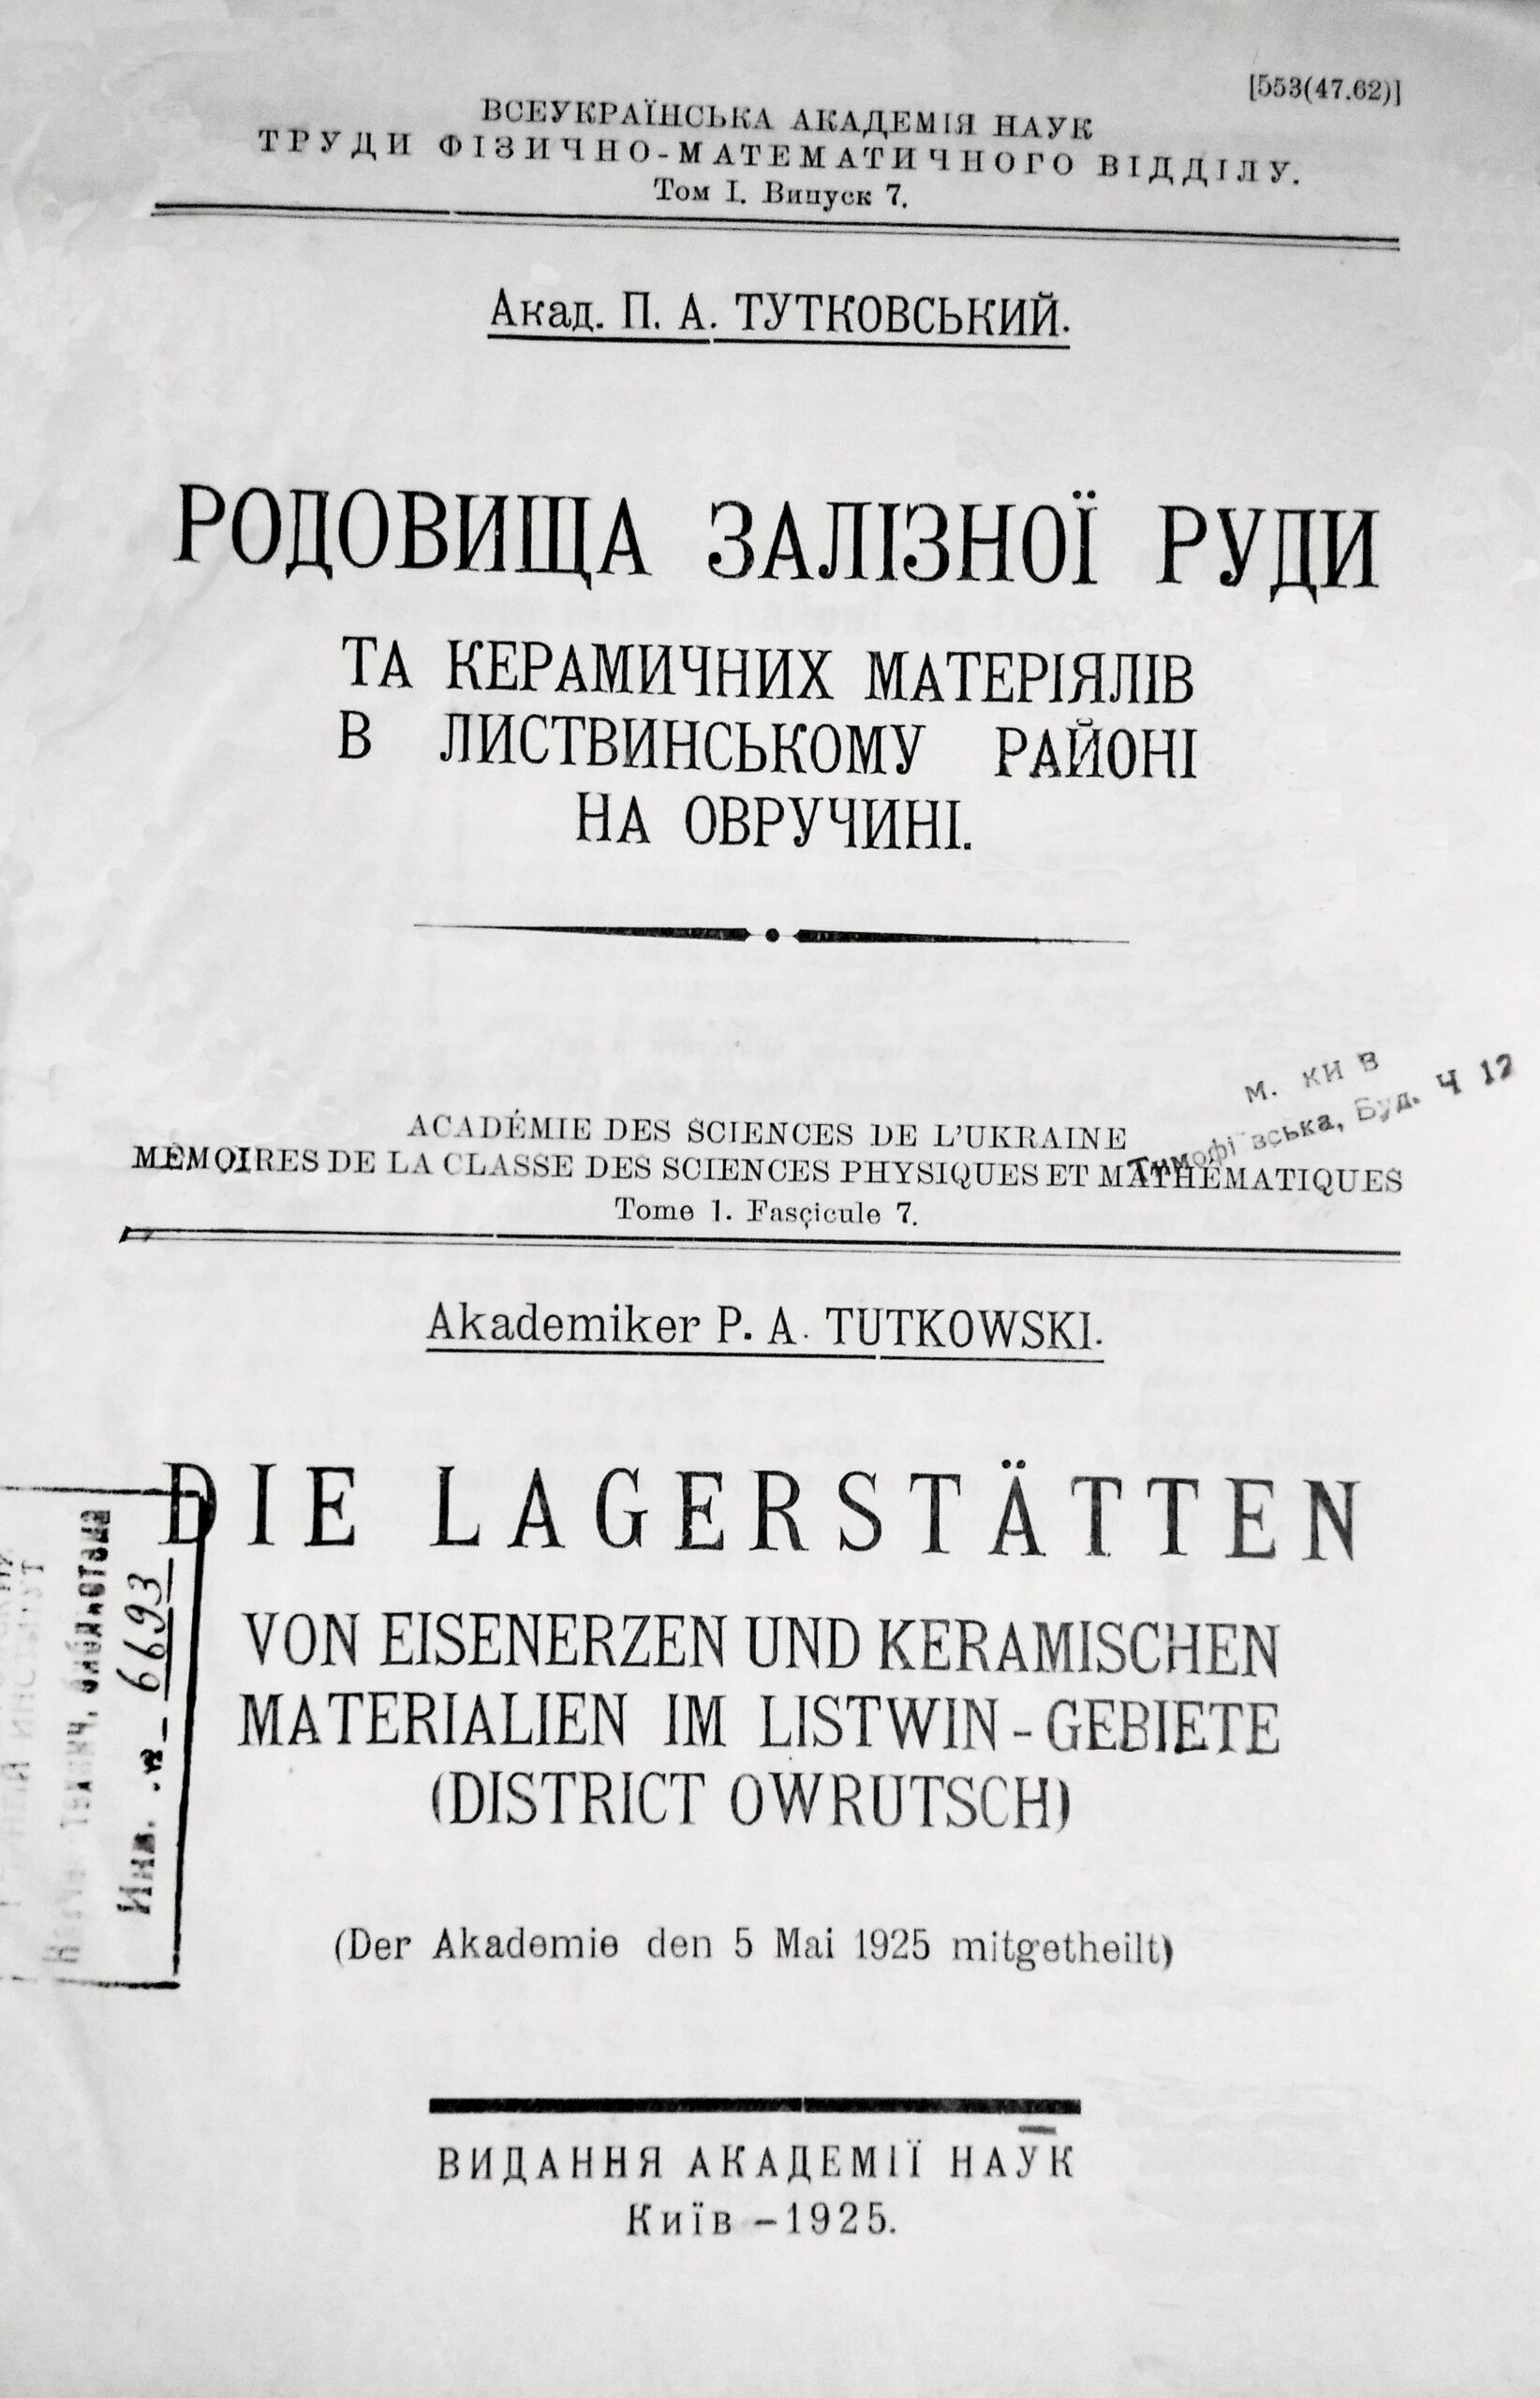 [553(47.62)]
ВСЕУКРАЇНСЬКА АКАДЕМІЯ НАУК
ТРУДИ ФІЗИЧНО-МАТЕМАТИЧНОГО ВІДДІЛУ.
Том I. Випуск 7.
Акад. П. А. ТУТКОВСЬКИЙ.
РОДОВИЩА ЗАЛІЗНОЇ РУДИ
ТА КЕРАМИЧНИХ МАТЕРІЯЛІВ
В ЛИСТВИНСЬКОМУ РАЙОНІ
НА ОВРУЧИНІ.
м. КИ В
Тимофіївська, Буд. Ч 12
ACADÉMIE DES SCIENCES DE L'UKRAINE
MÉMOIRES DE LA CLASSE DES SCIENCES PHYSIQUES ET MATHÉMATIQUES
Tome 1. Fasçicule 7.
Akademiker P. A. TUTKOWSKI.
DIE LAGERSTÄTTEN
VON EISENERZEN UND KERAMISCHEN
MATERIALIEN IM LISTWIN-GEBIETE
(DISTRICT OWRUTSCH)
(Der Akademie den 5 Mai 1925 mitgetheilt)
Инв. № 6693
ВИДАННЯ АКАДЕМІЇ НАУК
Київ – 1925.